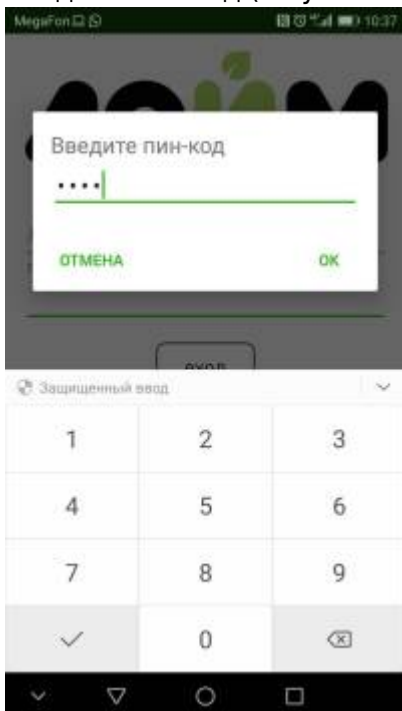 MegaFon 10:37
Введите пин-код
••••
ОТМЕНА ОК
вход
Защищенный ввод
1 2 3
4 5 6
7 8 9
0